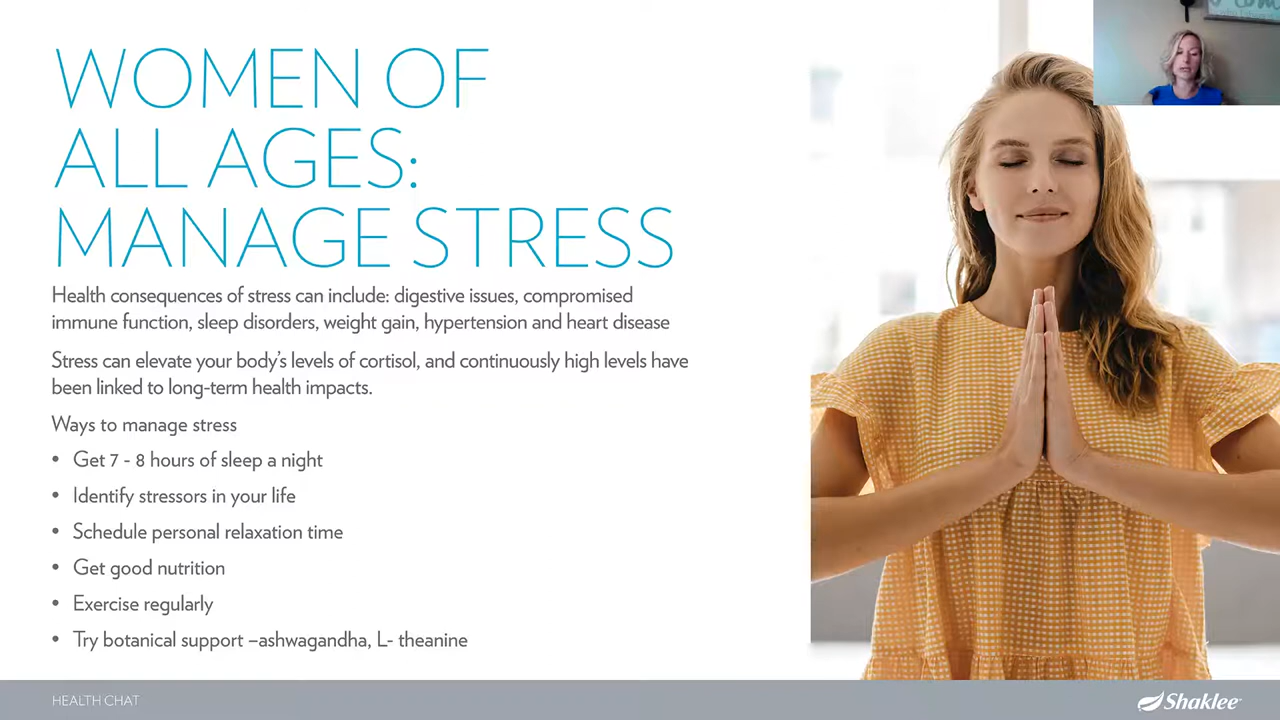 WOMEN OF
ALL AGES:
MANAGE STRESS
Health consequences of stress can include: digestive issues, compromised
immune function, sleep disorders, weight gain, hypertension and heart disease
Stress can elevate your body's levels of cortisol, and continuously high levels have
been linked to long-term health impacts.
Ways to manage stress
• Get 7 - 8 hours of sleep a night
• Identify stressors in your life
• Schedule personal relaxation time
• Get good nutrition
• Exercise regularly
• Try botanical support –ashwagandha, L- theanine
HEALTH CHAT
Shaklee